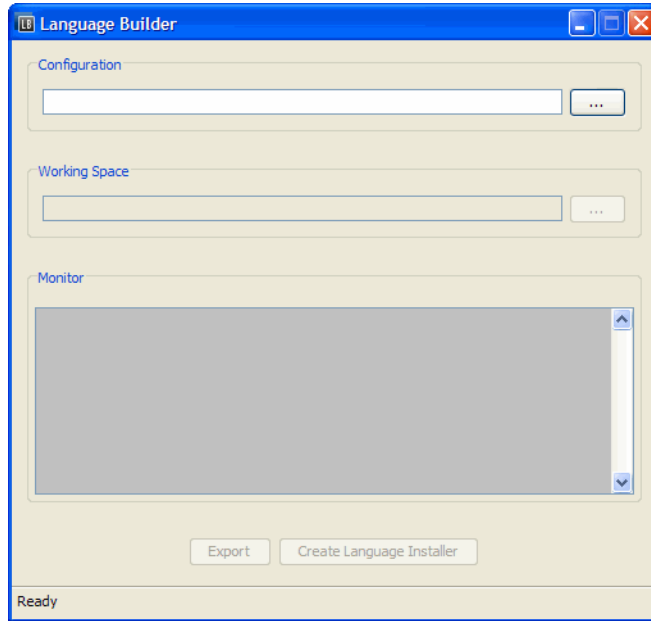 LB Language Builder
Configuration
...
Working Space
...
Monitor
Export Create Language Installer
Ready